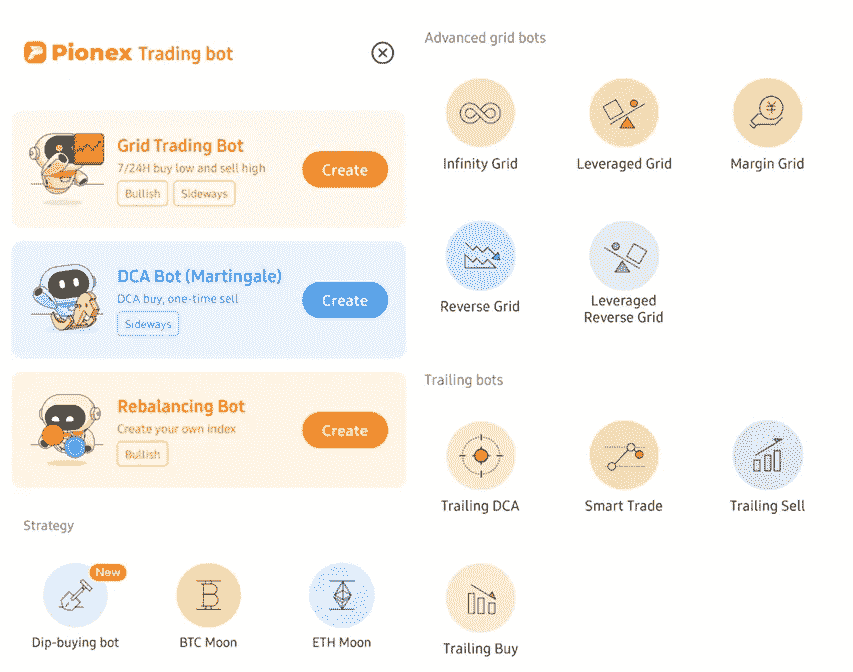 Pionex Trading bot
Grid Trading Bot
7/24H buy low and sell high
Bullish
Sideways
Create
DCA Bot (Martingale)
DCA buy, one-time sell
Sideways
Create
Rebalancing Bot
Create your own index
Bullish
Create
Strategy
New
Dip-buying bot
BTC Moon
ETH Moon
Advanced grid bots
¥
Infinity Grid
Leveraged Grid
Margin Grid
Reverse Grid
Leveraged
Reverse Grid
Trailing bots
Trailing DCA
Smart Trade
Trailing Sell
Trailing Buy